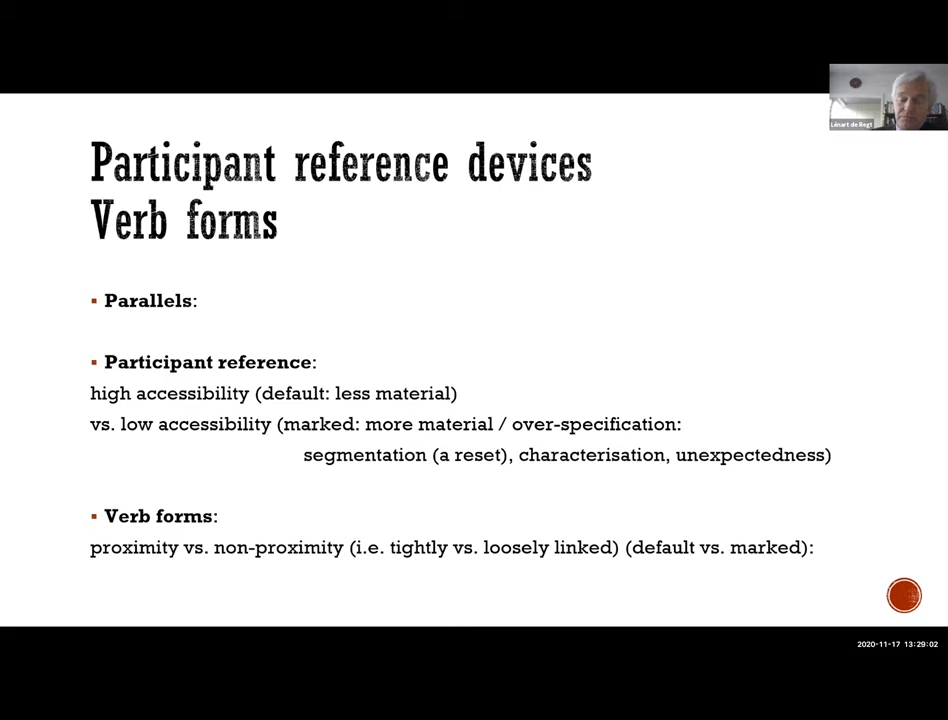 Lénart de Regt
Participant reference devices
Verb forms
▪ Parallels:
▪ Participant reference:
high accessibility (default: less material)
vs. low accessibility (marked: more material / over-specification:
segmentation (a reset), characterisation, unexpectedness)
▪ Verb forms:
proximity vs. non-proximity (i.e. tightly vs. loosely linked) (default vs. marked):
2020-11-17 13:29:02